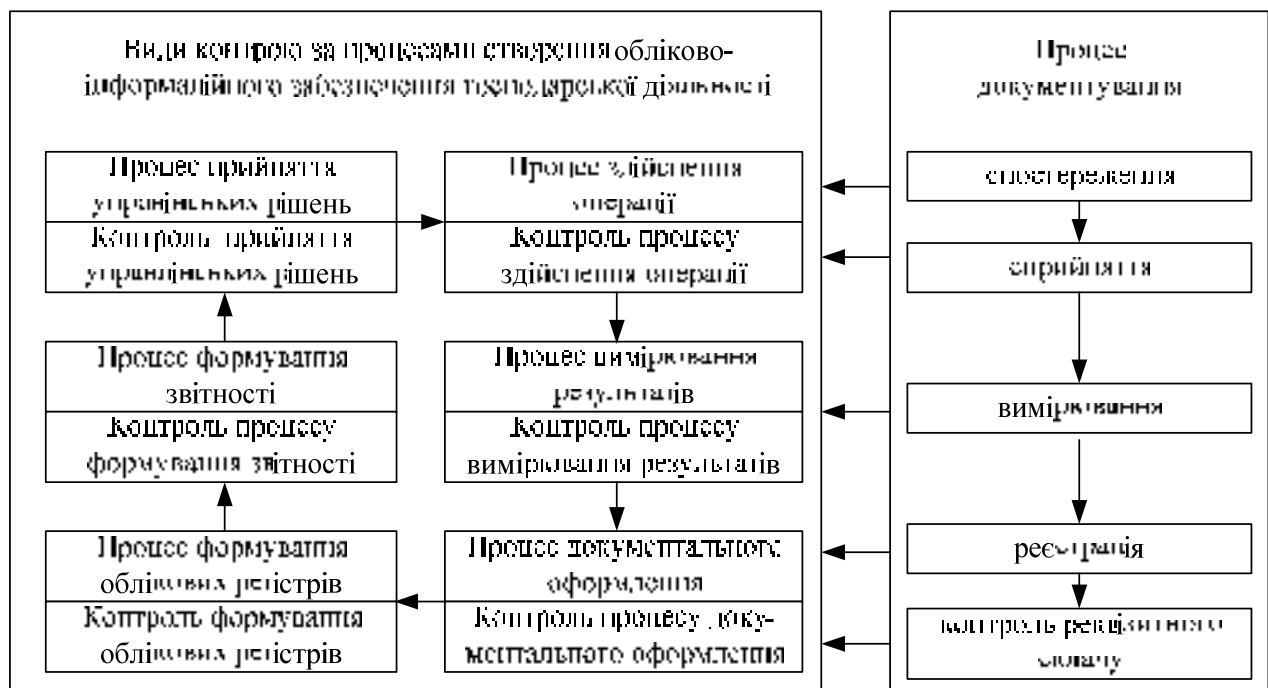 Види контролю за процесами створення обліково-
інформаційного забезпечення господарської діяльності
Процес прийняття
управлінських рішень
Контроль прийняття
управлінських рішень
Процес здійснення
операції
Контроль процесу
здійснення операції
Процес формування
звітності
Контроль процесу
формування звітності
Процес вимірювання
результатів
Контроль процесу
вимірювання результатів
Процес формування
облікових регістрів
Контроль формування
облікових регістрів
Процес документального
оформлення
Контроль процесу доку-
ментального оформлення
Процес
документування
спостереження
сприйняття
вимірювання
реєстрація
контроль реквізитного
складу